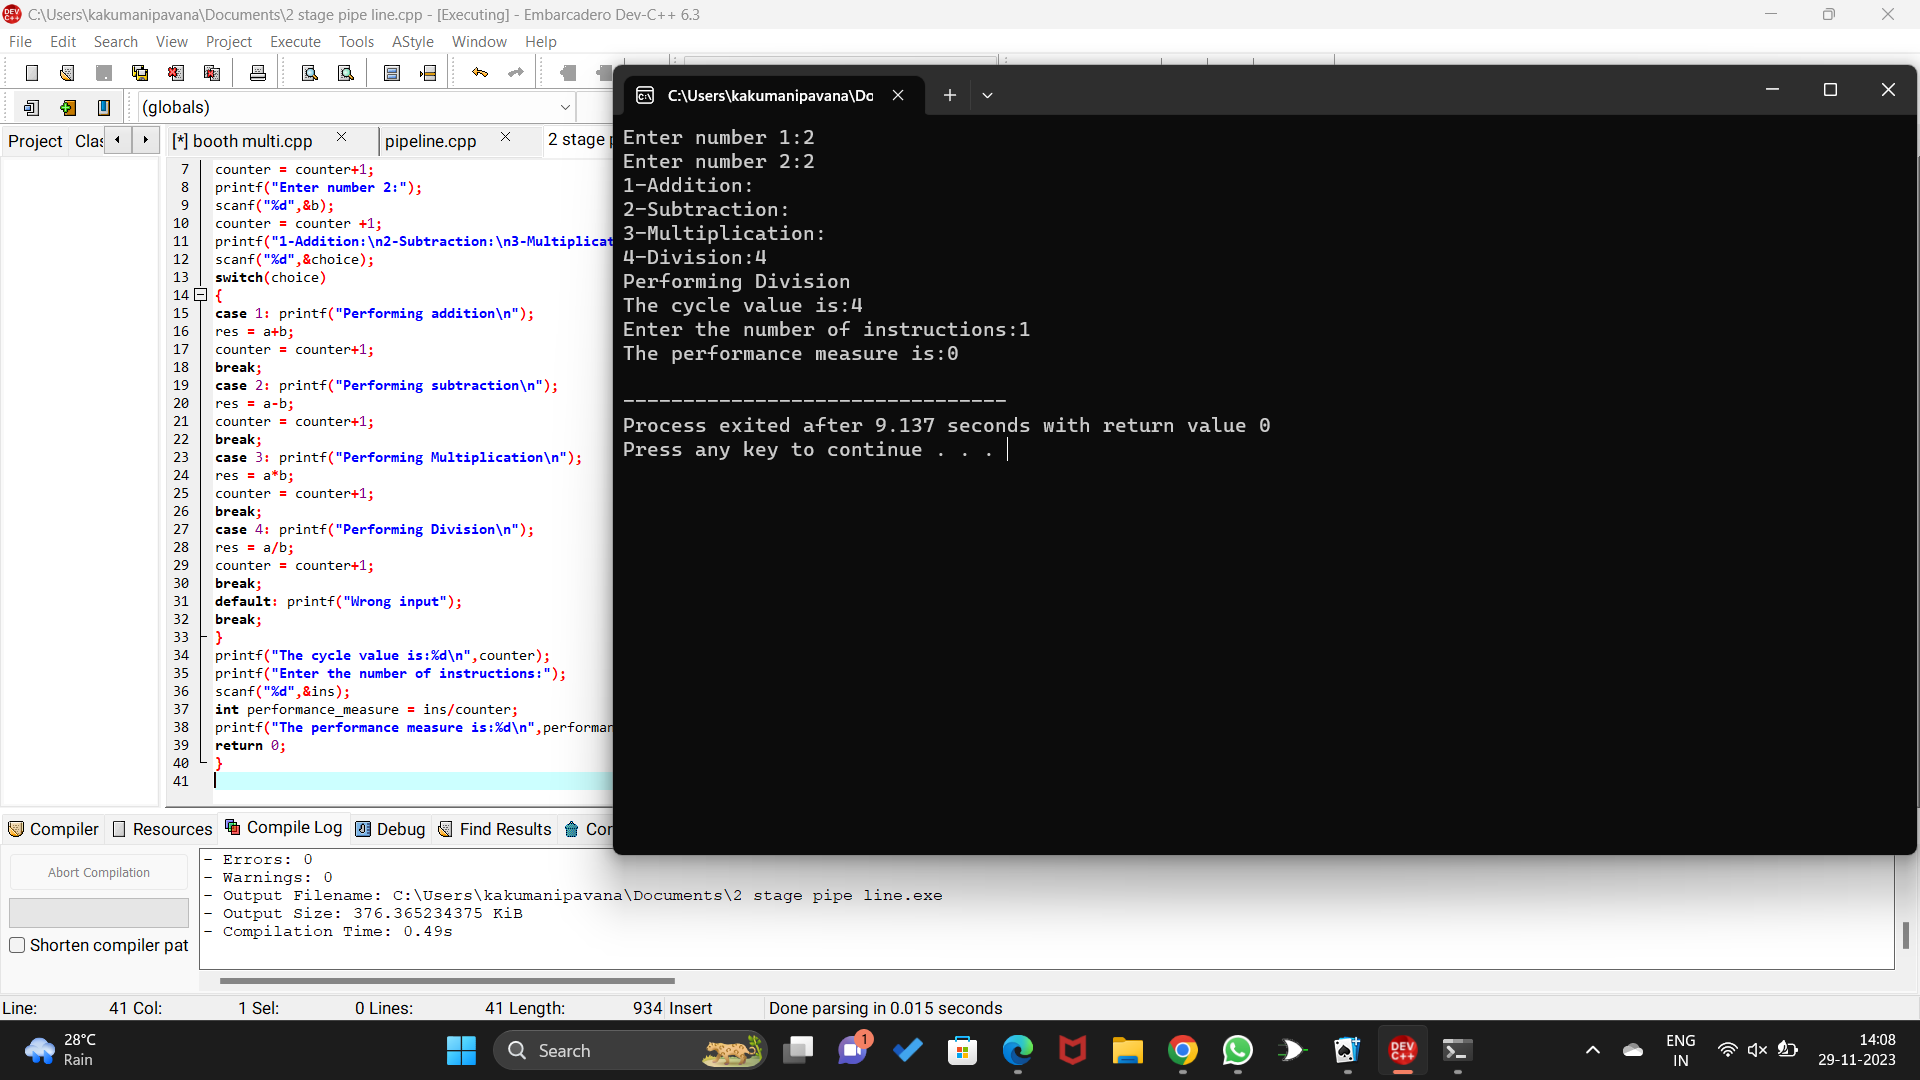 C:\Users\kakumanipavana\Documents\2 stage pipe line.cpp - [Executing] - Embarcadero Dev-C++ 6.3
File Edit Search View Project Execute Tools AStyle Window Help
(globals)
Project Clas
[*] booth multi.cpp pipeline.cpp 2 stage
7 counter = counter+1;
8 printf("Enter number 2:");
9 scanf("%d",&b);
10 counter = counter +1;
11 printf("1-Addition:\n2-Subtraction:\n3-Multiplicat
12 scanf("%d",&choice);
13 switch(choice)
14 {
15 case 1: printf("Performing addition\n");
16 res = a+b;
17 counter = counter+1;
18 break;
19 case 2: printf("Performing subtraction\n");
20 res = a-b;
21 counter = counter+1;
22 break;
23 case 3: printf("Performing Multiplication\n");
24 res = a*b;
25 counter = counter+1;
26 break;
27 case 4: printf("Performing Division\n");
28 res = a/b;
29 counter = counter+1;
30 break;
31 default: printf("Wrong input");
32 break;
33 }
34 printf("The cycle value is:%d\n",counter);
35 printf("Enter the number of instructions:");
36 scanf("%d",&ins);
37 int performance_measure = ins/counter;
38 printf("The performance measure is:%d\n",performan
39 return 0;
40 }
41
C:\Users\kakumanipavana\Do
Enter number 1:2
Enter number 2:2
1-Addition:
2-Subtraction:
3-Multiplication:
4-Division:4
Performing Division
The cycle value is:4
Enter the number of instructions:1
The performance measure is:0
--------------------------------
Process exited after 9.137 seconds with return value 0
Press any key to continue . . .
Compiler Resources Compile Log Debug Find Results Con
Abort Compilation
Shorten compiler pat
- Errors: 0
- Warnings: 0
- Output Filename: C:\Users\kakumanipavana\Documents\2 stage pipe line.exe
- Output Size: 376.365234375 KiB
- Compilation Time: 0.49s
Line: 41 Col: 1 Sel: 0 Lines: 41 Length: 934 Insert Done parsing in 0.015 seconds
28°C
Rain
Search
1
DEV C++
ENG
IN
14:08
29-11-2023